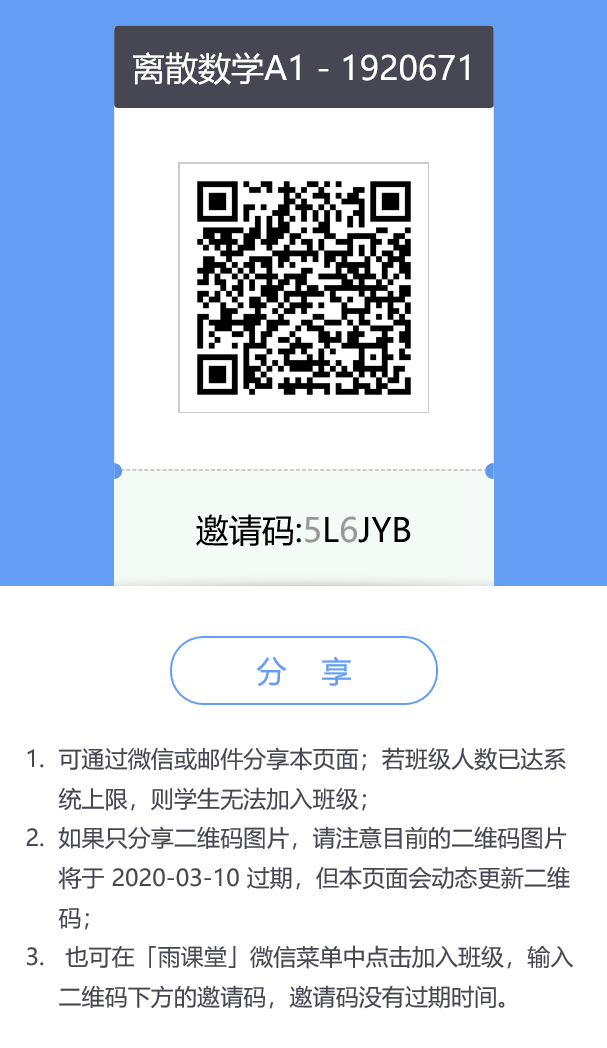 离散数学A1 - 1920671
邀请码:5L6JYB
分 享
1. 可通过微信或邮件分享本页面；若班级人数已达系
统上限，则学生无法加入班级；
2. 如果只分享二维码图片，请注意目前的二维码图片
将于 2020-03-10 过期，但本页面会动态更新二维
码；
3. 也可在「雨课堂」微信菜单中点击加入班级，输入
二维码下方的邀请码，邀请码没有过期时间。